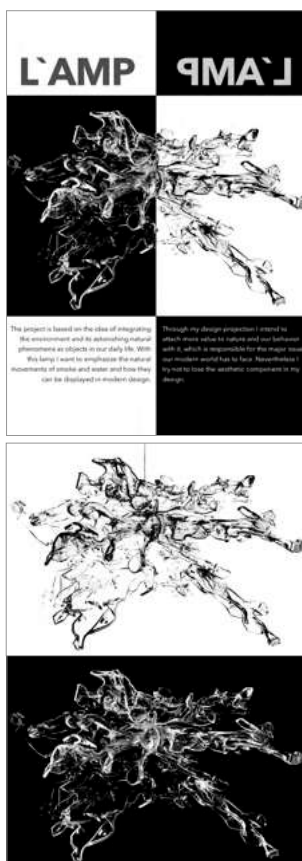 L`AMP
L`AMP
The project is based on the idea of integrating
the environment and its astonishing natural
phenomena as objects in our daily life. With
this lamp I want to emphasize the natural
movements of smoke and water and how they
can be displayed in modern design.
Through my design projection I intend to
attach more value to nature and our behavior
with it, which is responsible for the major issue
our modern world has to face. Nevertheless I
try not to lose the aesthetic component in my
design.